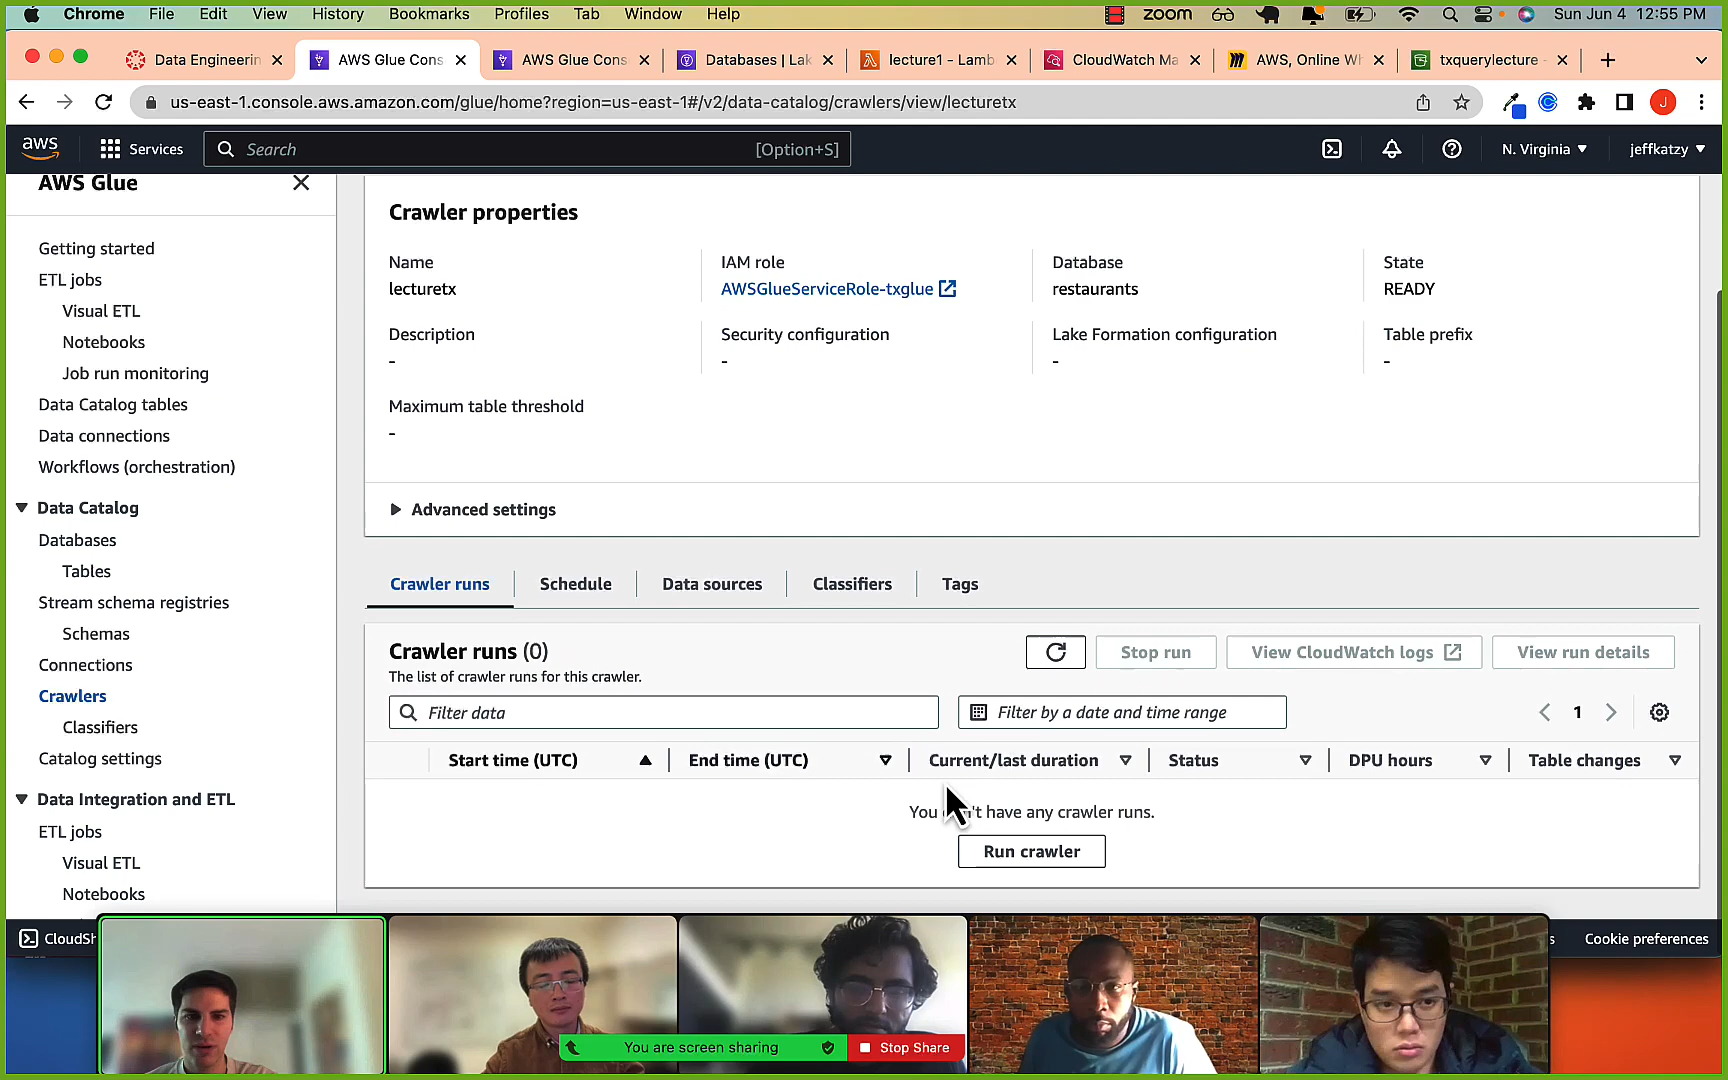 Chrome File Edit View History Bookmarks Profiles Tab Window Help zoom Sun Jun 4 12:55 PM
Data Engineerin AWS Glue Cons AWS Glue Cons Databases | Lak lecture1 - Lamb CloudWatch Ma AWS, Online Wh txquerylecture -
us-east-1.console.aws.amazon.com/glue/home?region=us-east-1#/v2/data-catalog/crawlers/view/lecturetx J
aws Services Search [Option+S] N. Virginia jeffkatzy
AWS Glue
Getting started
ETL jobs
Visual ETL
Notebooks
Job run monitoring
Data Catalog tables
Data connections
Workflows (orchestration)
Data Catalog
Databases
Tables
Stream schema registries
Schemas
Connections
Crawlers
Classifiers
Catalog settings
Data Integration and ETL
ETL jobs
Visual ETL
Notebooks
Crawler properties
Name IAM role Database State
lecturetx AWSGlueServiceRole-txglue restaurants READY
Description Security configuration Lake Formation configuration Table prefix
- - - -
Maximum table threshold
-
Advanced settings
Crawler runs Schedule Data sources Classifiers Tags
Crawler runs (0) Stop run View CloudWatch logs View run details
The list of crawler runs for this crawler.
Filter data Filter by a date and time range 1
Start time (UTC) End time (UTC) Current/last duration Status DPU hours Table changes
You 't have any crawler runs.
Run crawler
CloudSh s Cookie preferences
You are screen sharing Stop Share